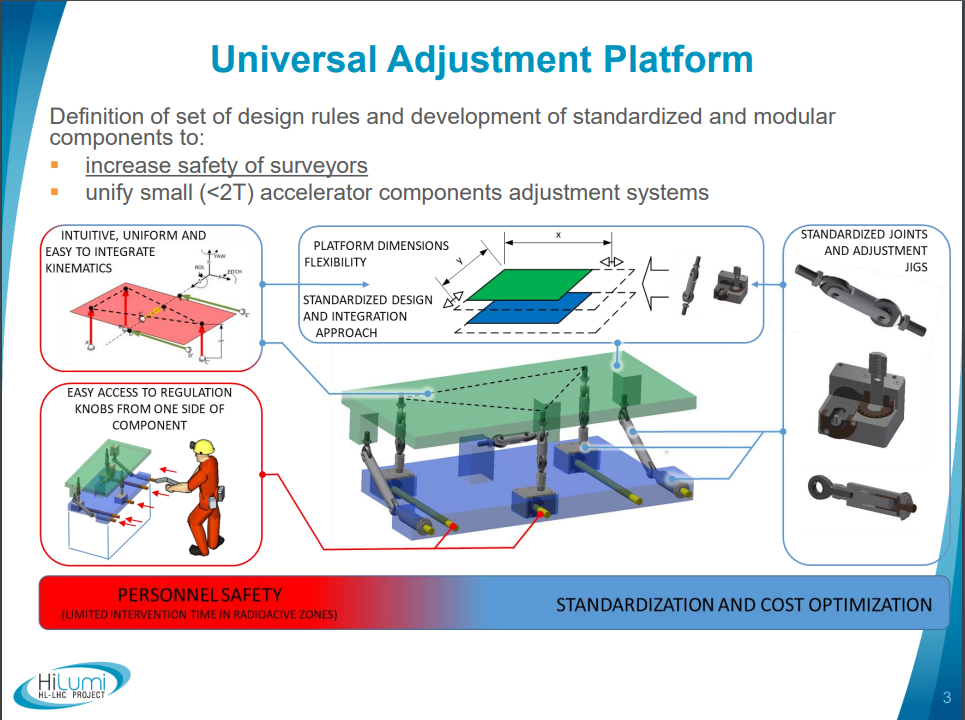 Universal Adjustment Platform
Definition of set of design rules and development of standardized and modular
components to:
increase safety of surveyors
unify small (<2T) accelerator components adjustment systems
INTUITIVE, UNIFORM AND
EASY TO INTEGRATE
KINEMATICS
YAW
ROL
PITCH
PLATFORM DIMENSIONS
FLEXIBILITY
STANDARDIZED DESIGN
AND INTEGRATION
APPROACH
x
y
STANDARDIZED JOINTS
AND ADJUSTMENT
JIGS
EASY ACCESS TO REGULATION
KNOBS FROM ONE SIDE OF
COMPONENT
PERSONNEL SAFETY
(LIMITED INTERVENTION TIME IN RADIOACIVE ZONES)
STANDARDIZATION AND COST OPTIMIZATION
HiLumi
HL-LHC PROJECT
3